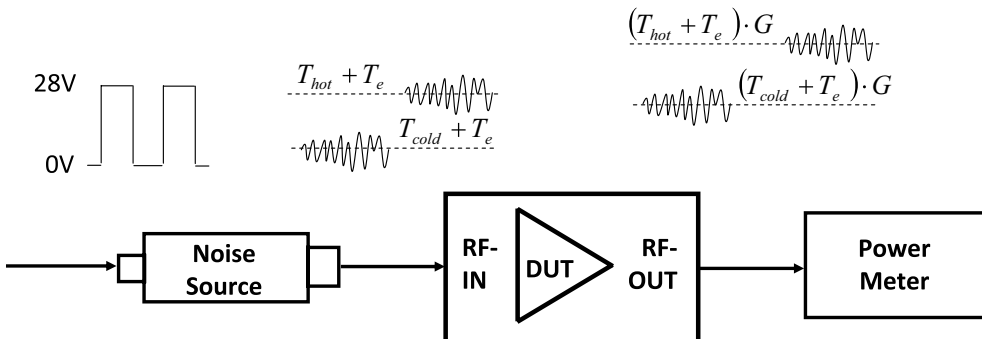 (T_hot + T_e) · G
28V
T_hot + T_e
(T_cold + T_e) · G
T_cold + T_e
0V
Noise
Source
RF-
IN
DUT
RF-
OUT
Power
Meter